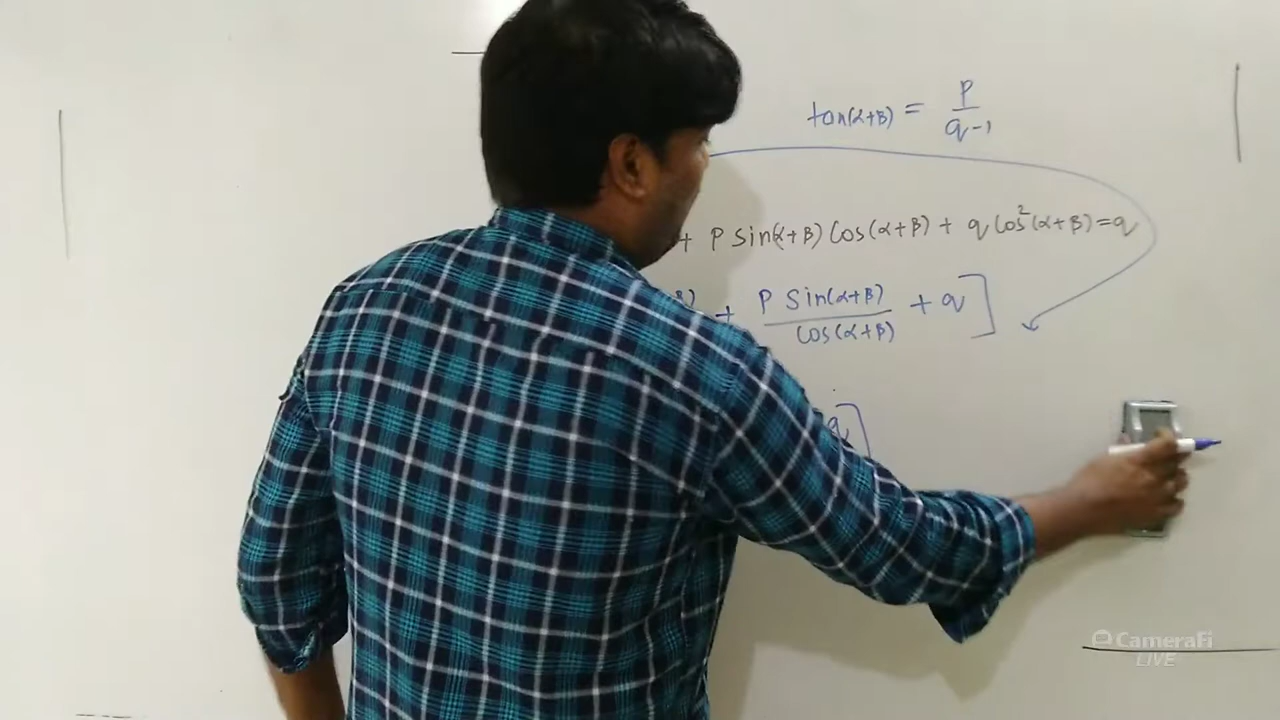 tan(α+β) = p/q-1
+ P sin(α+β) cos(α+β) + q cos²(α+β) = q
+ P sin(α+β)/cos(α+β) + q ]
q ]
CameraFi
LIVE